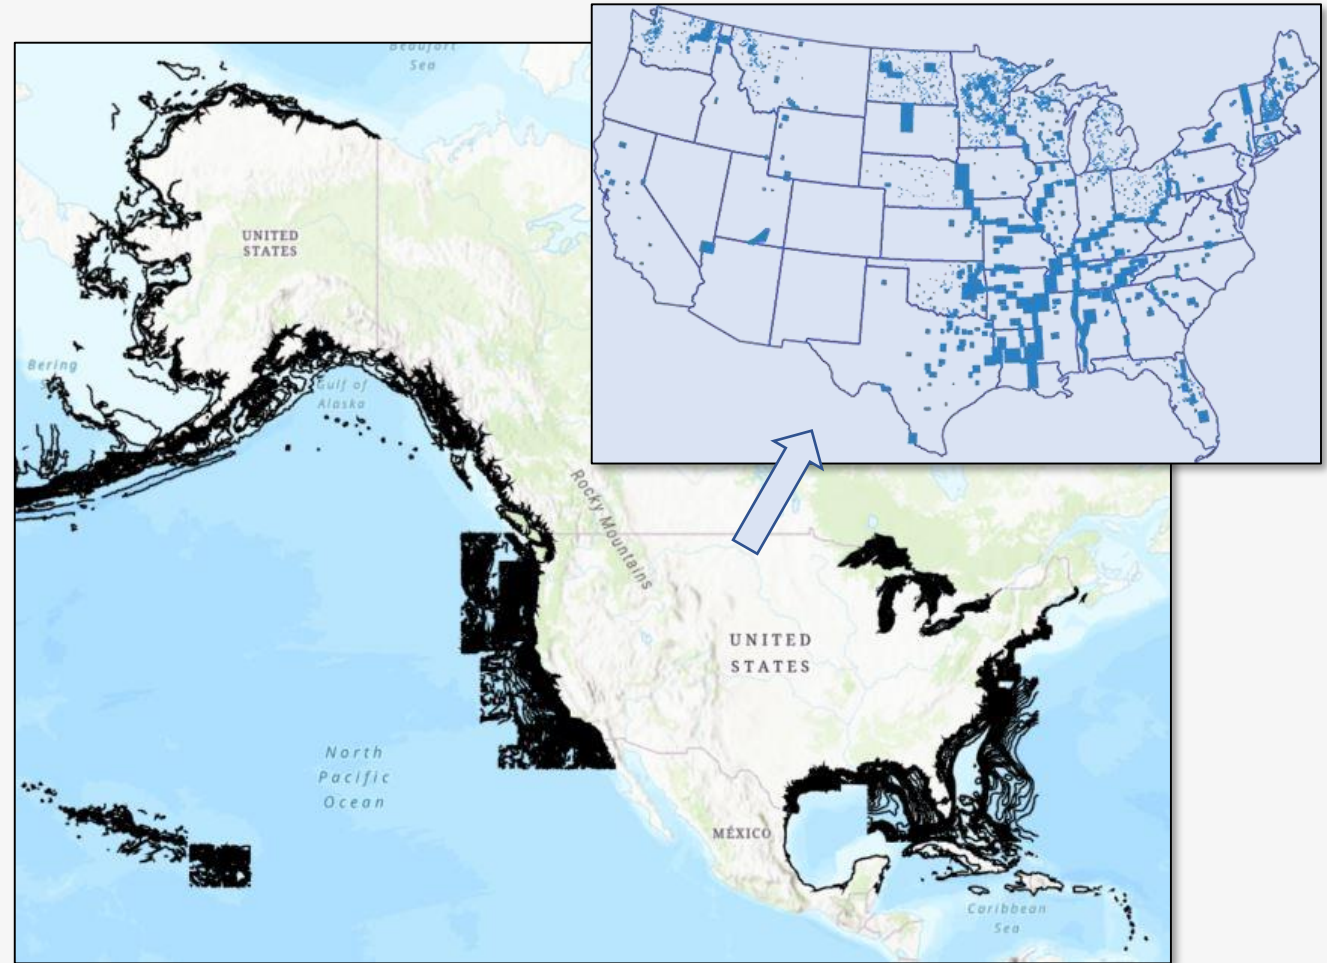 Beaufort
Sea
UNITED
STATES
Bering
Gulf of
Alaska
Rocky Mountains
UNITED
STATES
North
Pacific
Ocean
MÉXICO
Caribbean
Sea